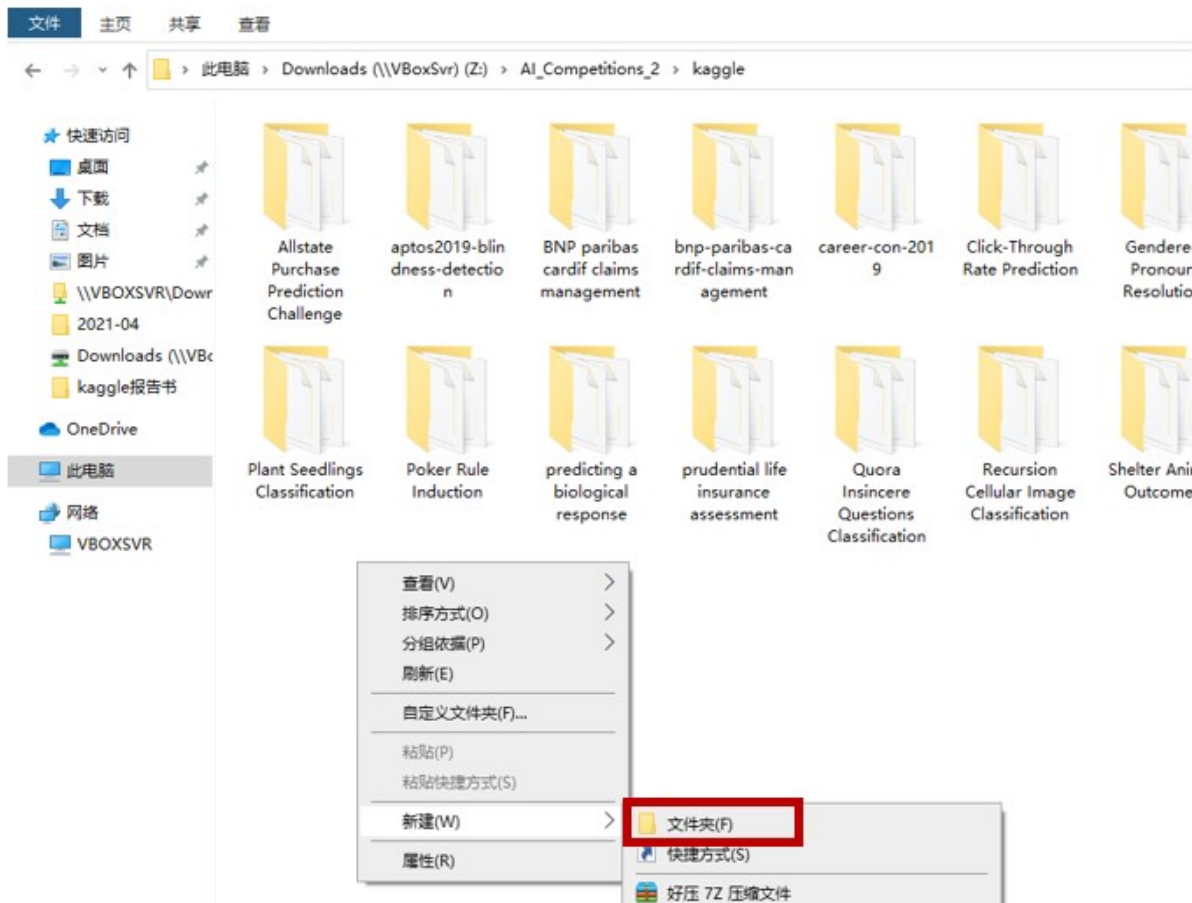 文件 主页 共享 查看
此电脑 > Downloads (\\VBoxSvr) (Z:) > AI_Competitions_2 > kaggle
快速访问
桌面
下载
文档
图片
\\VBOXSVR\Dowr
2021-04
Downloads (\\VBc
kaggle报告书
OneDrive
此电脑
网络
VBOXSVR
Allstate
Purchase
Prediction
Challenge
aptos2019-blin
dness-detectio
n
BNP paribas
cardif claims
management
bnp-paribas-ca
rdif-claims-man
agement
career-con-201
9
Click-Through
Rate Prediction
Gendere
Pronour
Resolutio
Plant Seedlings
Classification
Poker Rule
Induction
predicting a
biological
response
prudential life
insurance
assessment
Quora
Insincere
Questions
Classification
Recursion
Cellular Image
Classification
Shelter Ani
Outcome
查看(V)
排序方式(O)
分组依据(P)
刷新(E)
自定义文件夹(F)...
粘贴(P)
粘贴快捷方式(S)
新建(W)
属性(R)
文件夹(F)
快捷方式(S)
好压 7Z 压缩文件